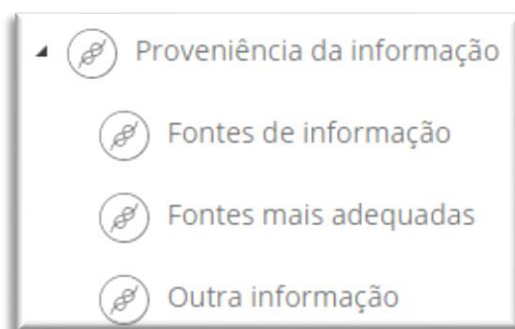 Proveniência da informação
Fontes de informação
Fontes mais adequadas
Outra informação